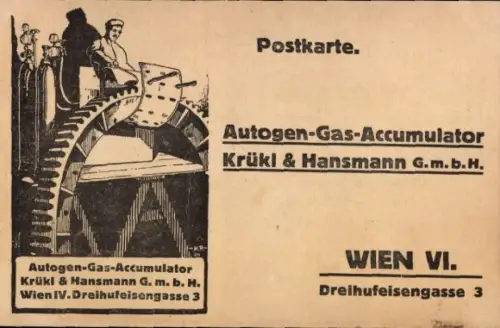 Postkarte.
Autogen-Gas-Accumulator
Krükl & Hansmann G.m.b.H.
WIEN VI.
Dreihufeisengasse 3
Autogen-Gas-Accumulator
Krükl & Hansmann G. m. b. H.
Wien IV. Dreihufeisengasse 3